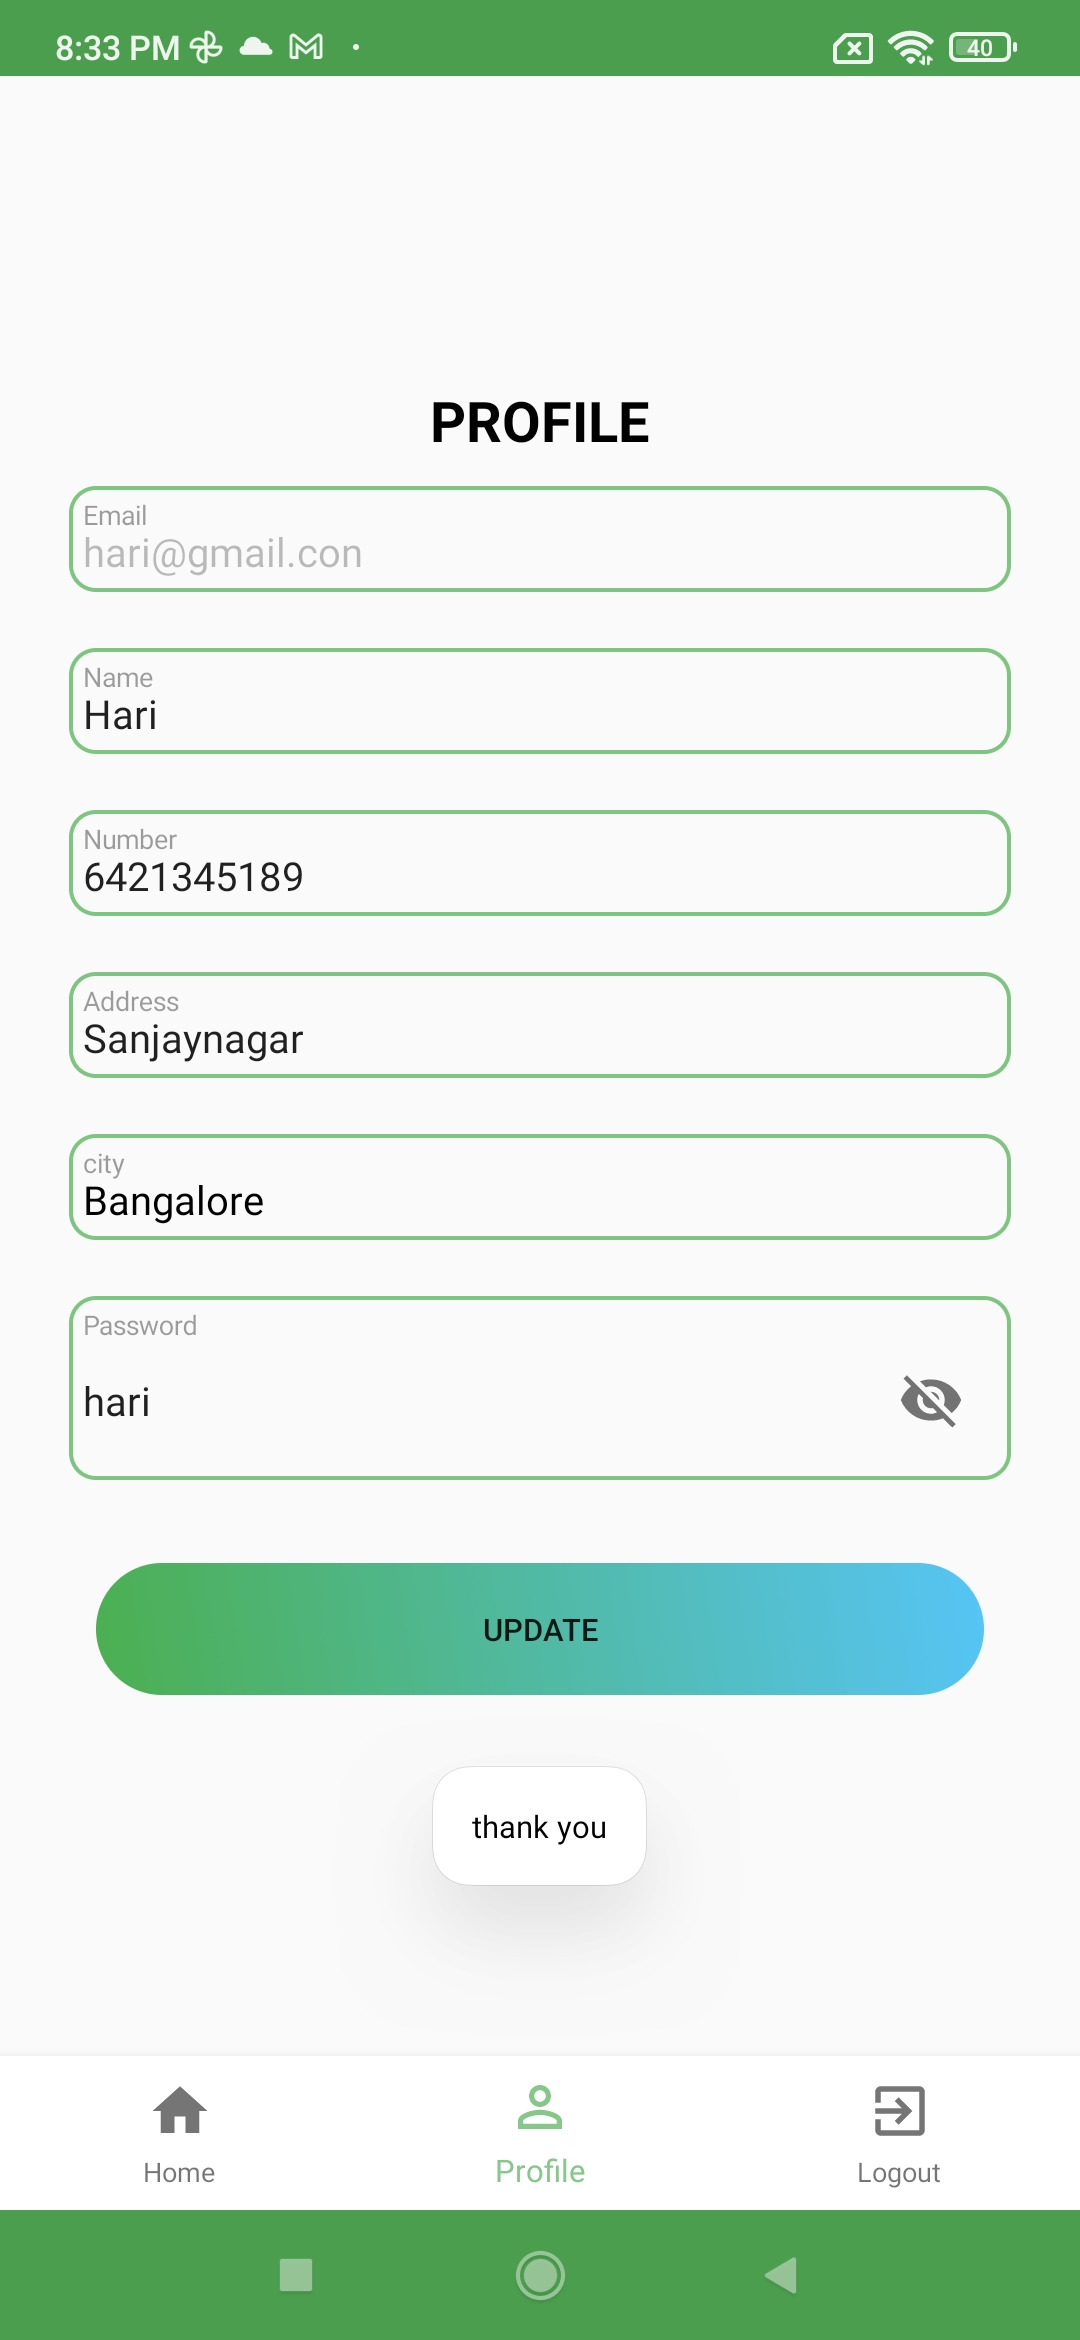 8:33 PM
40
PROFILE
Email
hari@gmail.con
Name
Hari
Number
6421345189
Address
Sanjaynagar
city
Bangalore
Password
hari
UPDATE
thank you
Home
Profile
Logout